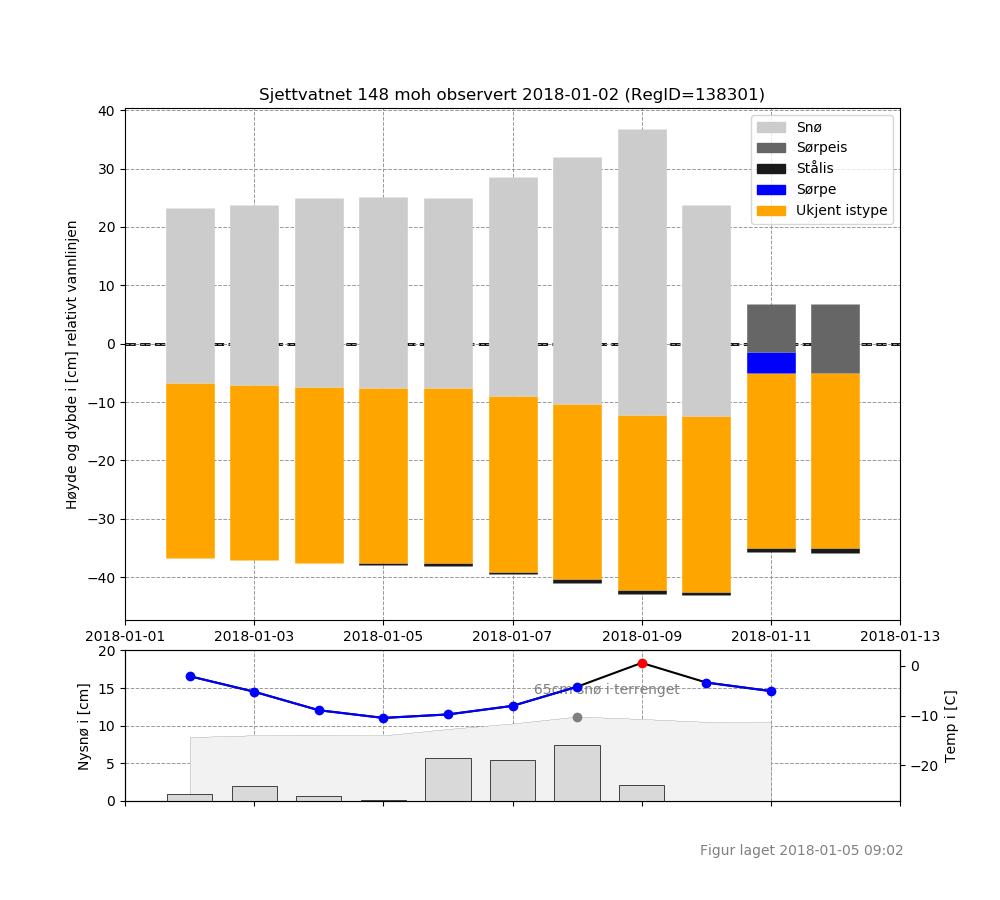 Sjettvatnet 148 moh observert 2018-01-02 (RegID=138301)
Høyde og dybde i [cm] relativt vannlinjen
40
30
20
10
0
−10
−20
−30
−40
Snø
Sørpeis
Stålis
Sørpe
Ukjent istype
2018-01-01
2018-01-03
2018-01-05
2018-01-07
2018-01-09
2018-01-11
2018-01-13
Nysnø i [cm]
20
15
10
5
0
65cm snø i terrenget
0
−10
−20
Temp i [C]
Figur laget 2018-01-05 09:02